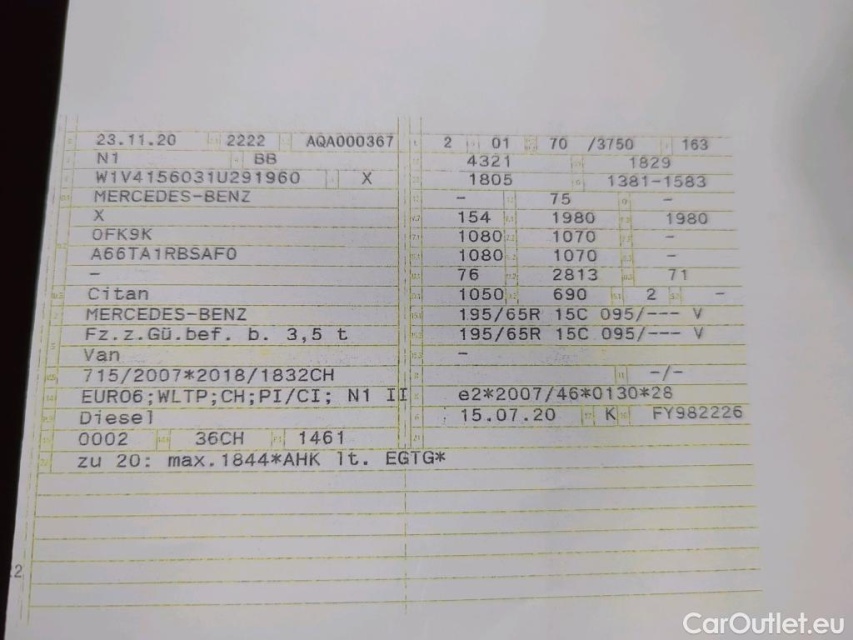 23.11.20 2222 AQA000367 2 01 70 /3750 163
N1 BB 4321 1829
W1V4156031U291960 X 1805 1381-1583
MERCEDES-BENZ - 75 -
X 154 1980 1980
0FK9K 1080 1070 -
A66TA1RBSAF0 1080 1070 -
- 76 2813 71
Citan 1050 690 2 -
MERCEDES-BENZ 195/65R 15C 095/--- V
Fz.z.Gü.bef. b. 3,5 t 195/65R 15C 095/--- V
Van -
715/2007*2018/1832CH -/-
EURO6;WLTP;CH;PI/CI; N1 II e2*2007/46*0130*28
Diesel 15.07.20 K FY982226
0002 36CH 1461
zu 20: max.1844*AHK lt. EGTG*
CarOutlet.eu